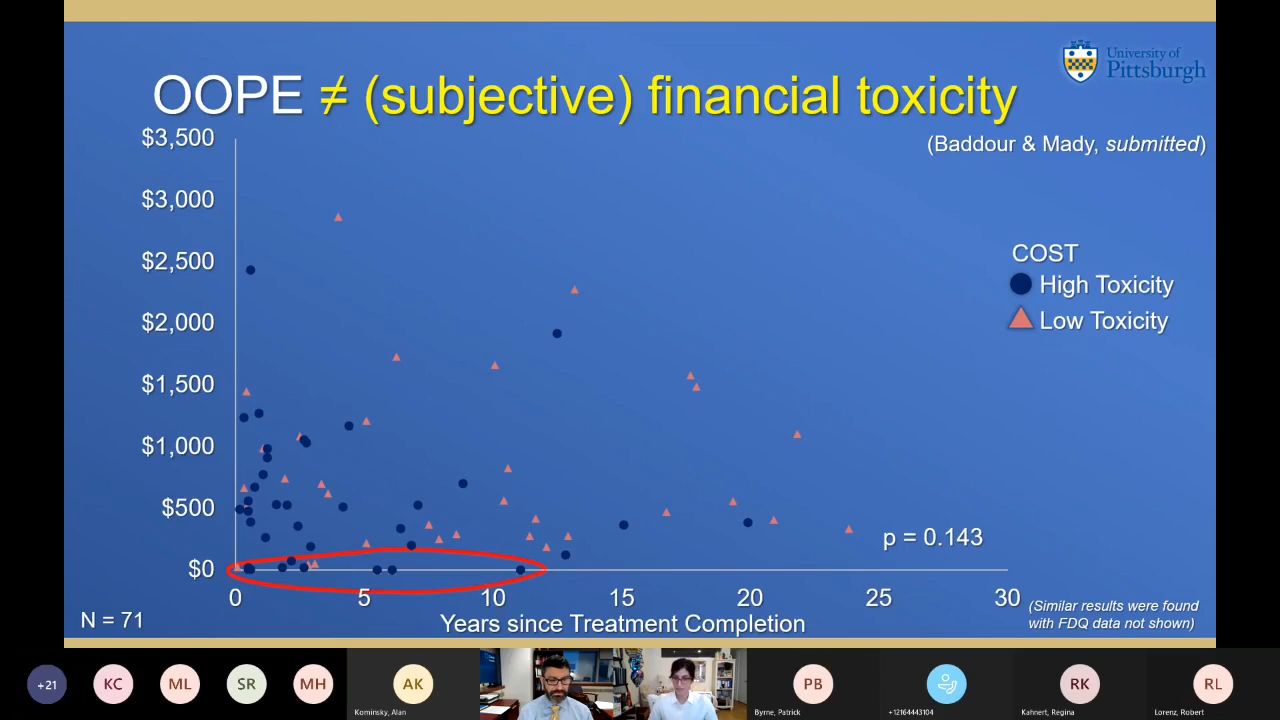 University of
Pittsburgh
OOPE ≠ (subjective) financial toxicity
(Baddour & Mady, submitted)
$3,500
$3,000
$2,500
$2,000
$1,500
$1,000
$500
$0
COST
High Toxicity
Low Toxicity
p = 0.143
0 5 10 15 20 25 30
Years since Treatment Completion
N = 71
(Similar results were found
with FDQ data not shown)
+21
KC
ML
SR
MH
AK
Kominsky, Alan
PB
Byrne, Patrick
+12164443104
RK
Kahnert, Regina
RL
Lorenz, Robert